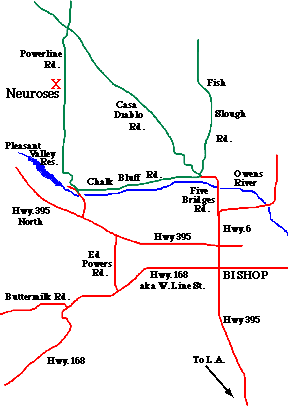 Powerline
Rd.
X
Neuroses
Fish
Casa
Diablo
Rd.
Slough
Rd.
Pleasant
Valley
Res.
Chalk Bluff Rd.
Owens
River
Five
Bridges
Rd.
Hwy.395
North
Hwy.6
Hwy 395
Ed
Powers
Rd.
Hwy.168
aka W. Line St.
BISHOP
Buttermilk Rd.
Hwy395
Hwy.168
To L.A.